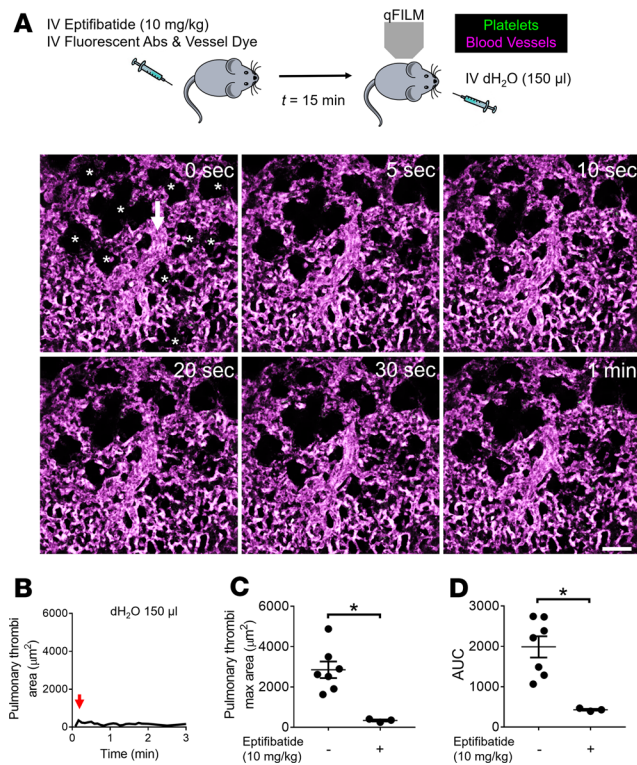 A
IV Eptifibatide (10 mg/kg)
IV Fluorescent Abs & Vessel Dye
t = 15 min
qFILM
Platelets
Blood Vessels
IV dH2O (150 µl)
0 sec
5 sec
10 sec
* * * * * * * * * * *
20 sec
30 sec
1 min
B
dH2O 150 µl
Pulmonary thrombi
area (µm2)
6000
4000
2000
0
0 1 2 3
Time (min)
C
*
Pulmonary thrombi
max area (µm2)
6000
4000
2000
0
Eptifibatide
(10 mg/kg)
- +
D
*
AUC
3000
2000
1000
0
Eptifibatide
(10 mg/kg)
- +